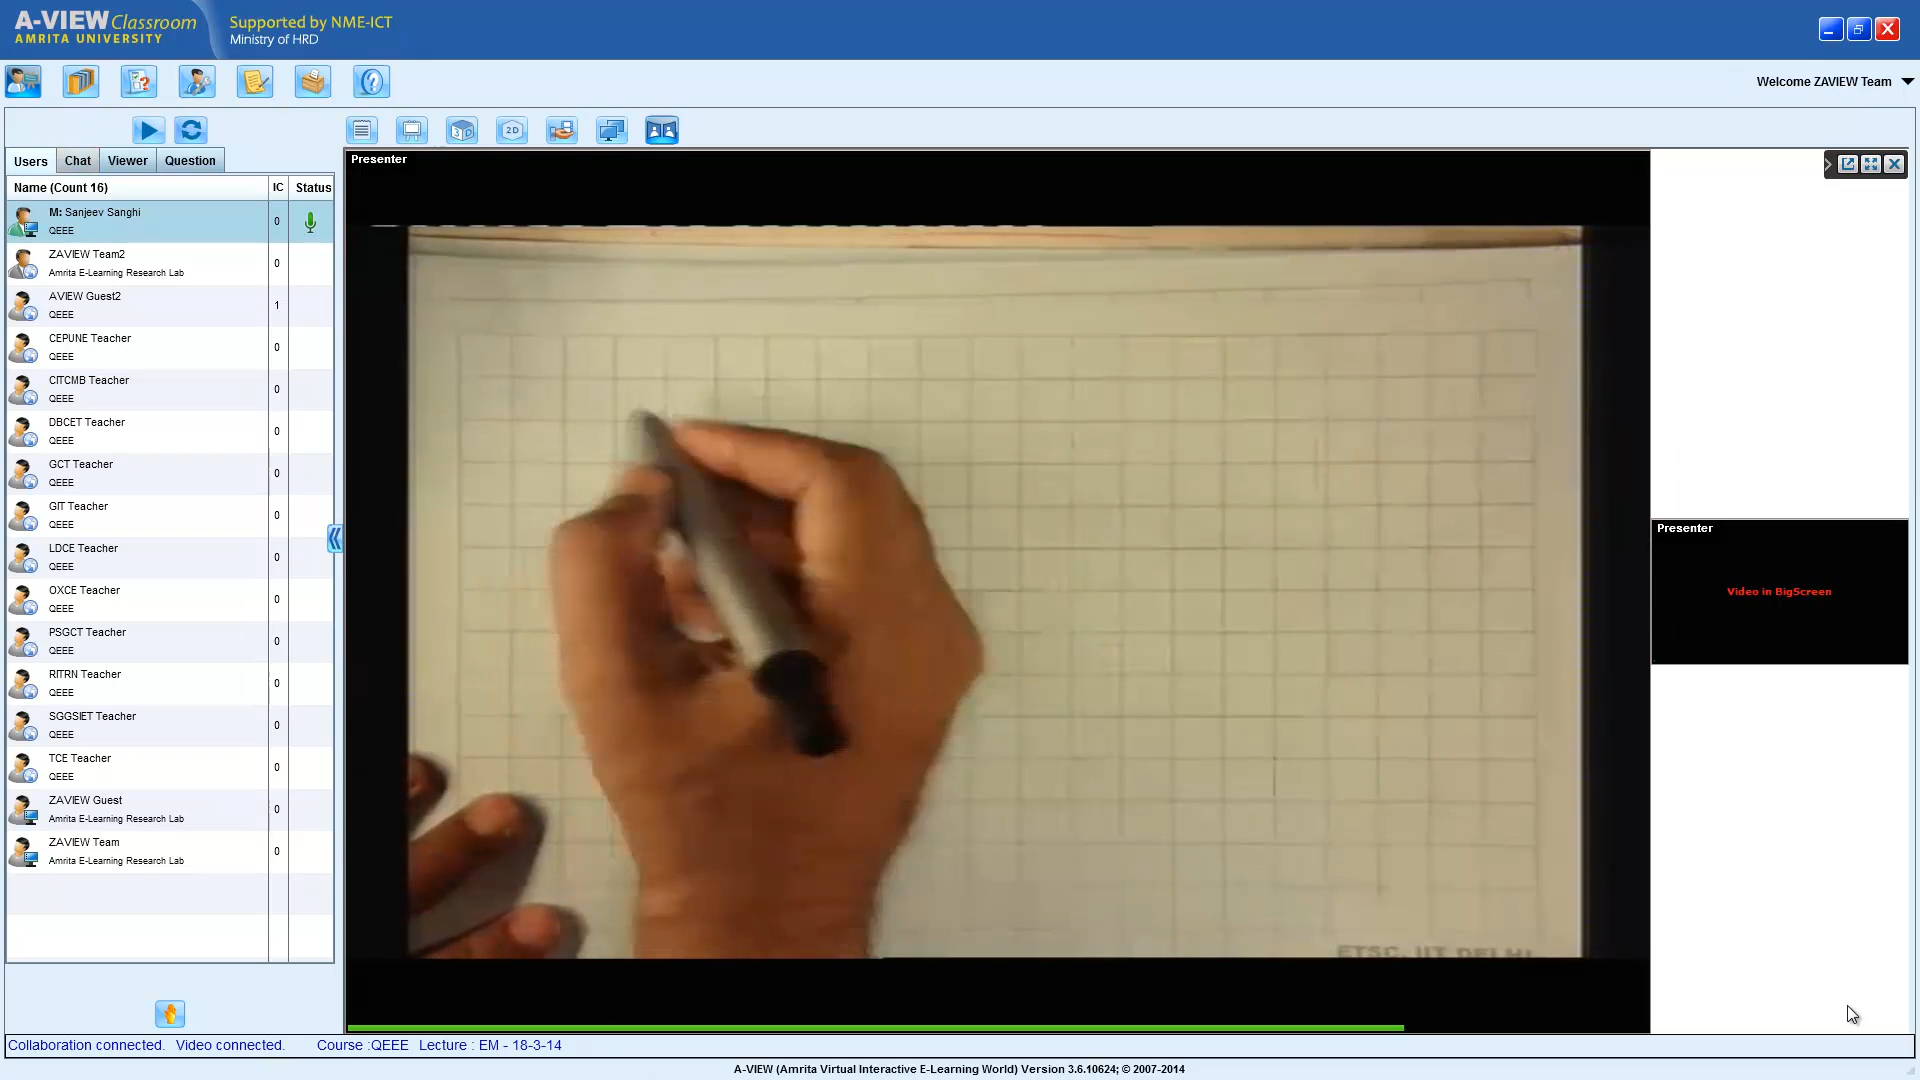 A-VIEW Classroom
AMRITA UNIVERSITY
Supported by NME-ICT
Ministry of HRD
Welcome ZAVIEW Team
3D
2D
Users
Chat
Viewer
Question
Name (Count 16)
IC
Status
M: Sanjeev Sanghi
QEEE
0
ZAVIEW Team2
Amrita E-Learning Research Lab
0
AVIEW Guest2
QEEE
1
CEPUNE Teacher
QEEE
0
CITCMB Teacher
QEEE
0
DBCET Teacher
QEEE
0
GCT Teacher
QEEE
0
GIT Teacher
QEEE
0
LDCE Teacher
QEEE
0
OXCE Teacher
QEEE
0
PSGCT Teacher
QEEE
0
RITRN Teacher
QEEE
0
SGGSIET Teacher
QEEE
0
TCE Teacher
QEEE
0
ZAVIEW Guest
Amrita E-Learning Research Lab
0
ZAVIEW Team
Amrita E-Learning Research Lab
0
Presenter
ETSC, IIT DELHI
Presenter
Video in BigScreen
Collaboration connected. Video connected. Course :QEEE Lecture : EM - 18-3-14
A-VIEW (Amrita Virtual Interactive E-Learning World) Version 3.6.10624; © 2007-2014